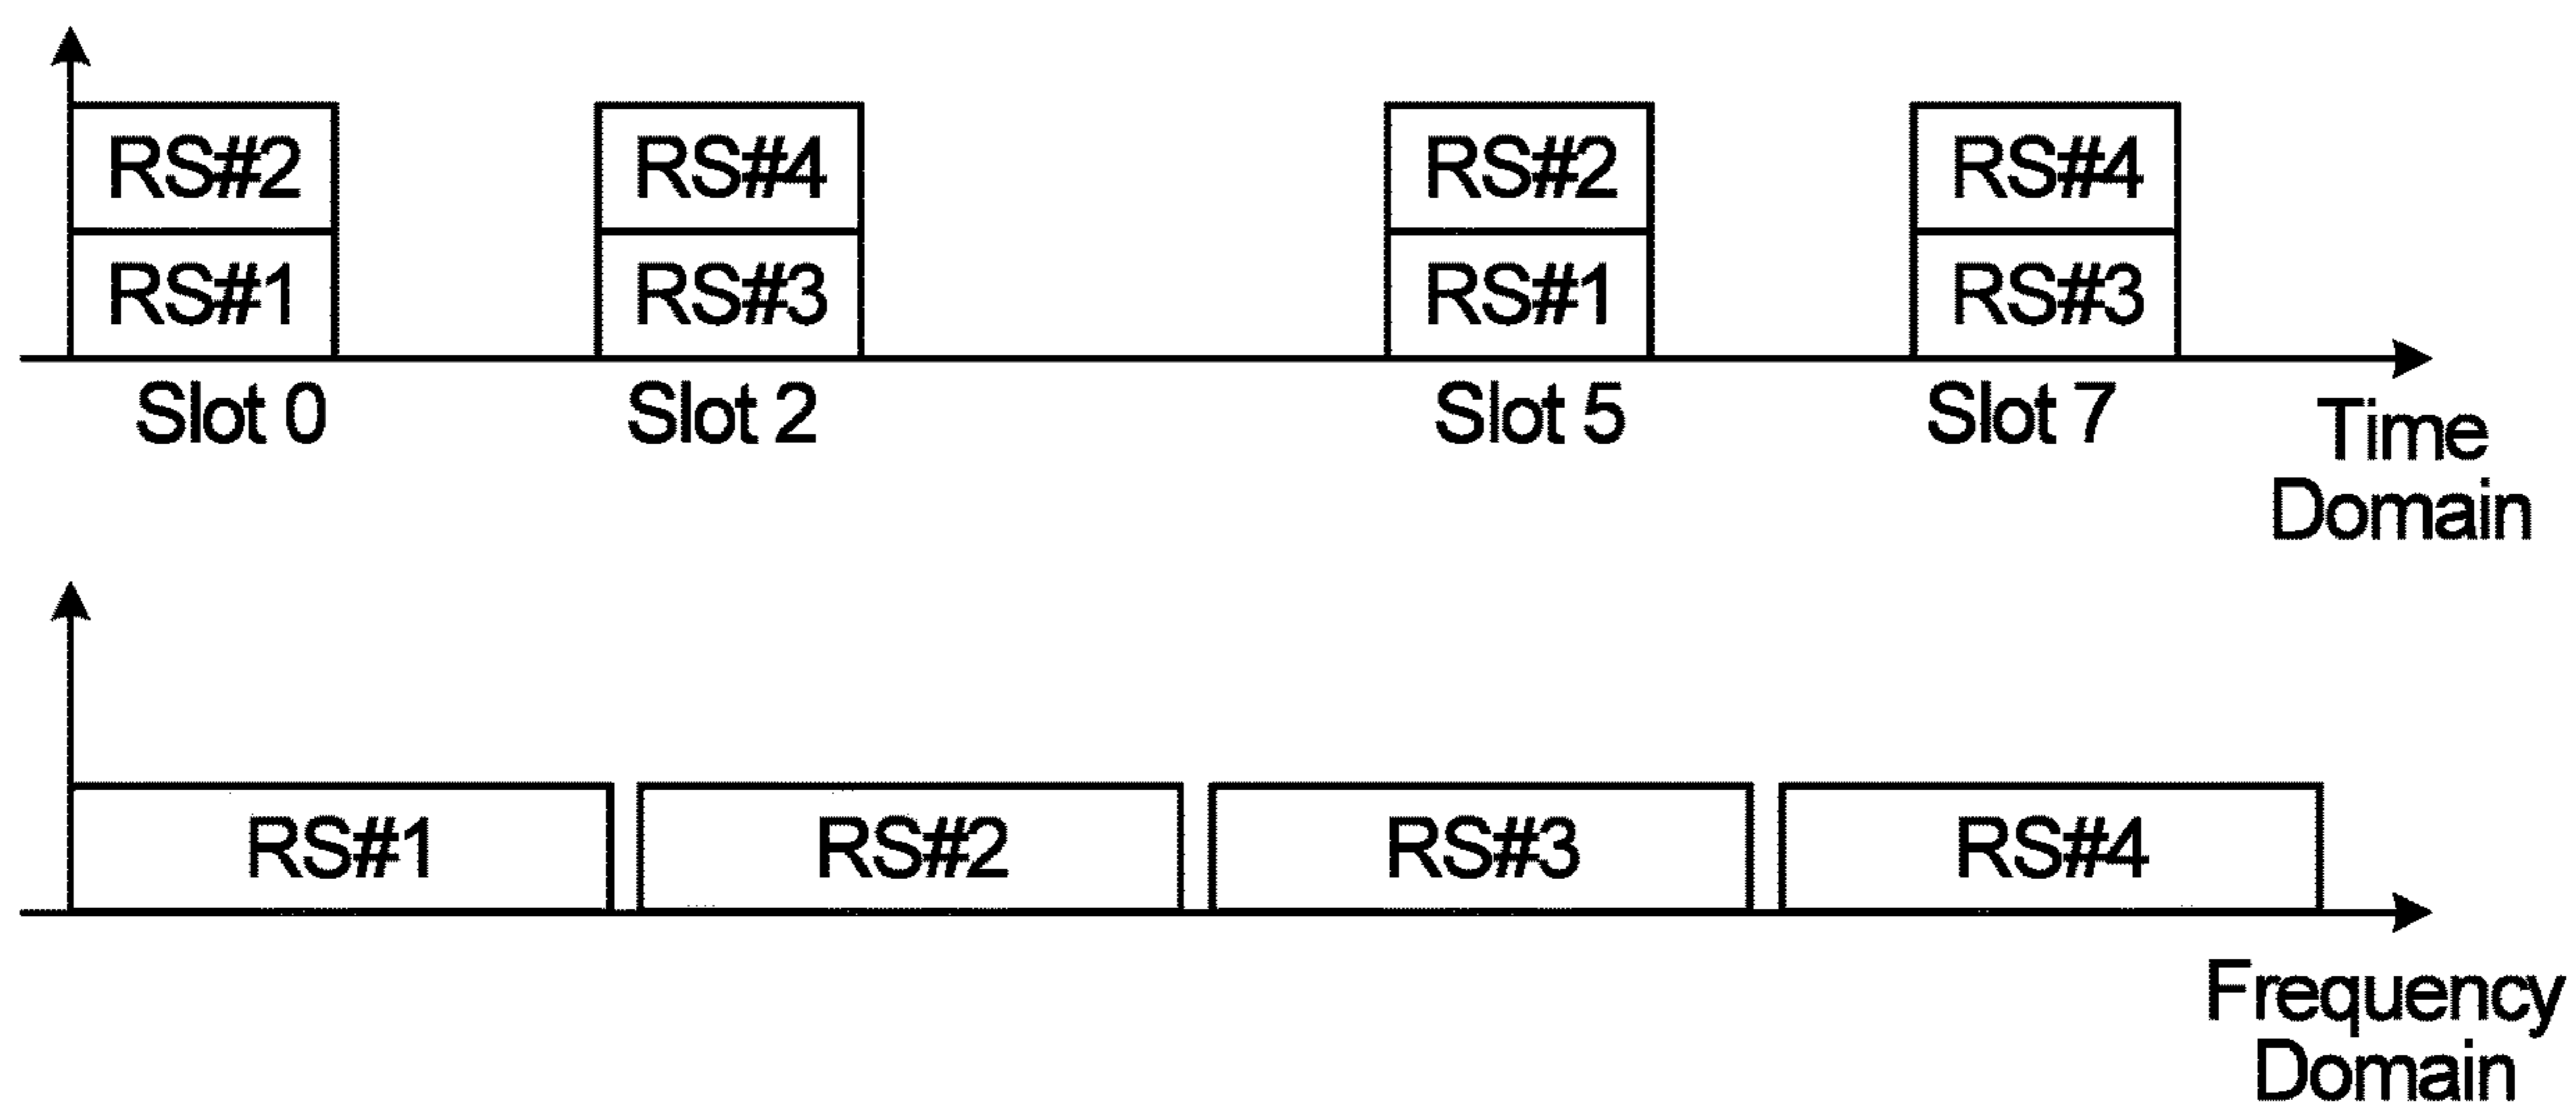 RS#2 RS#4 RS#2 RS#4
RS#1 RS#3 RS#1 RS#3
Slot 0 Slot 2 Slot 5 Slot 7
Time
Domain
RS#1 RS#2 RS#3 RS#4
Frequency
Domain